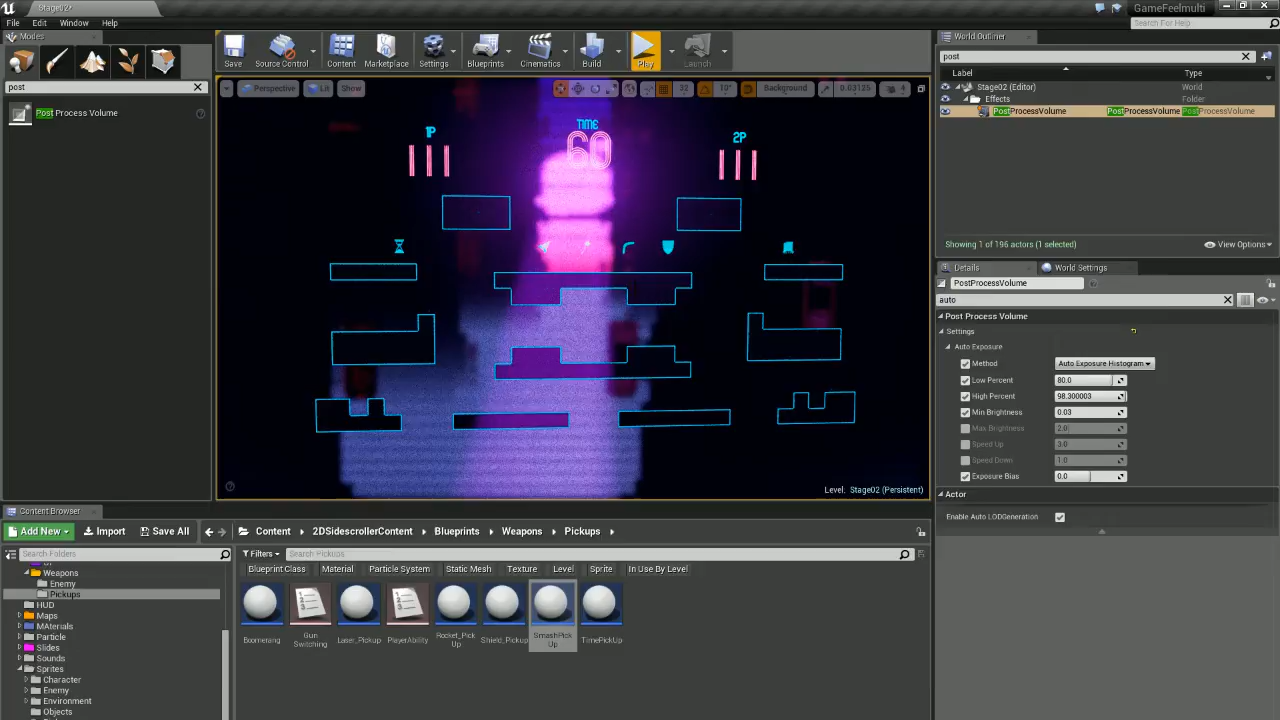 Stage02*
GameFeelmulti
File Edit Window Help
Search For Help
Modes
World Outliner
post
Save
Source Control
Content
Marketplace
Settings
Blueprints
Cinematics
Build
Play
Launch
post
Label
Type
Post Process Volume
Perspective
Lit
Show
32
10°
Background
0.03125
Stage02 (Editor)
World
Effects
Folder
PostProcessVolume
PostProcessVolume
PostProcessVolume
1P
TIME
60
2P
Showing 1 of 196 actors (1 selected)
View Options
Details
World Settings
PostProcessVolume
auto
Post Process Volume
Settings
Auto Exposure
Method
Auto Exposure Histogram
Low Percent
80.0
High Percent
98.300003
Min Brightness
0.03
Max Brightness
2.0
Speed Up
3.0
Speed Down
1.0
Exposure Bias
0.0
Level: Stage02 (Persistent)
Actor
Enable Auto LODGeneration
Content Browser
Add New
Import
Save All
Content
2DSidescrollerContent
Blueprints
Weapons
Pickups
Search Folders
Filters
Search Pickups
Blueprint Class
Material
Particle System
Static Mesh
Texture
Level
Sprite
In Use By Level
Weapons
Enemy
Pickups
HUD
Maps
MAterials
Particle
Slides
Sounds
Sprites
Character
Enemy
Environment
Objects
Boomerang
Gun
Switching
Laser_Pickup
PlayerAbility
Rocket_Pick
Up
Shield_Pickup
SmashPick
Up
TimePickUp